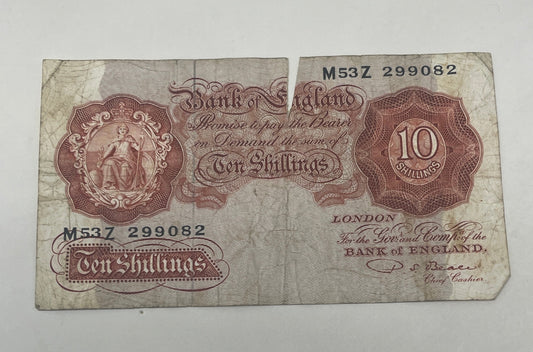 M53Z 299082
Bank of England
Promise to pay the Bearer
on Demand the sum of
Ten Shillings
10
SHILLINGS
LONDON
For the Govr. and Compa. of the
BANK OF ENGLAND.
M53Z 299082
Ten Shillings
P S Beale
Chief Cashier